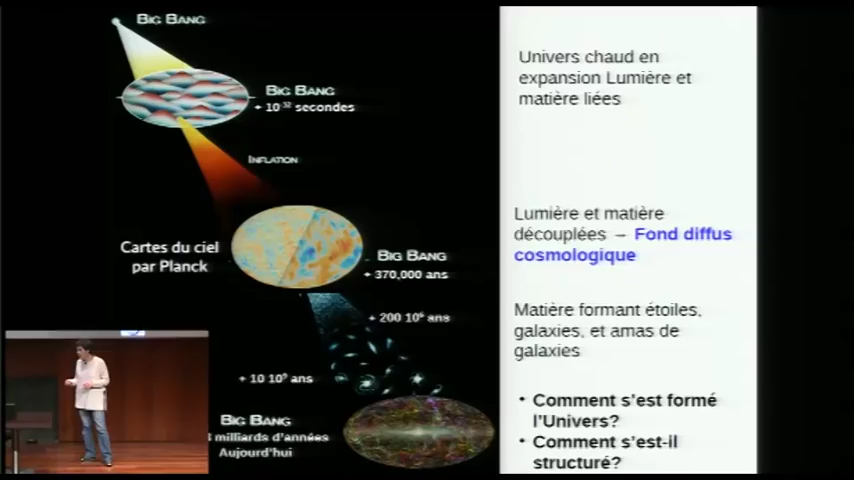 BIG BANG
BIG BANG
+ 10⁻³² secondes
INFLATION
Cartes du ciel
par Planck
BIG BANG
+ 370,000 ans
+ 200 10⁶ ans
+ 10 10⁹ ans
BIG BANG
milliards d'années
Aujourd'hui
Univers chaud en
expansion Lumière et
matière liées
Lumière et matière
découplées – Fond diffus
cosmologique
Matière formant étoiles,
galaxies, et amas de
galaxies
• Comment s'est formé
l'Univers?
• Comment s'est-il
structuré?